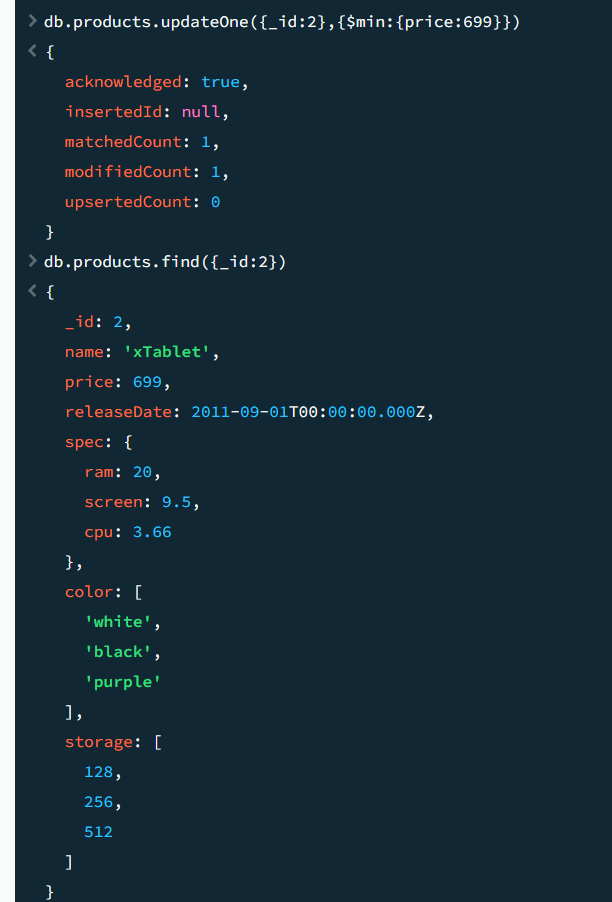 > db.products.updateOne({_id:2},{$min:{price:699}})
< {
acknowledged: true,
insertedId: null,
matchedCount: 1,
modifiedCount: 1,
upsertedCount: 0
}
> db.products.find({_id:2})
< {
_id: 2,
name: 'xTablet',
price: 699,
releaseDate: 2011-09-01T00:00:00.000Z,
spec: {
ram: 20,
screen: 9.5,
cpu: 3.66
},
color: [
'white',
'black',
'purple'
],
storage: [
128,
256,
512
]
}